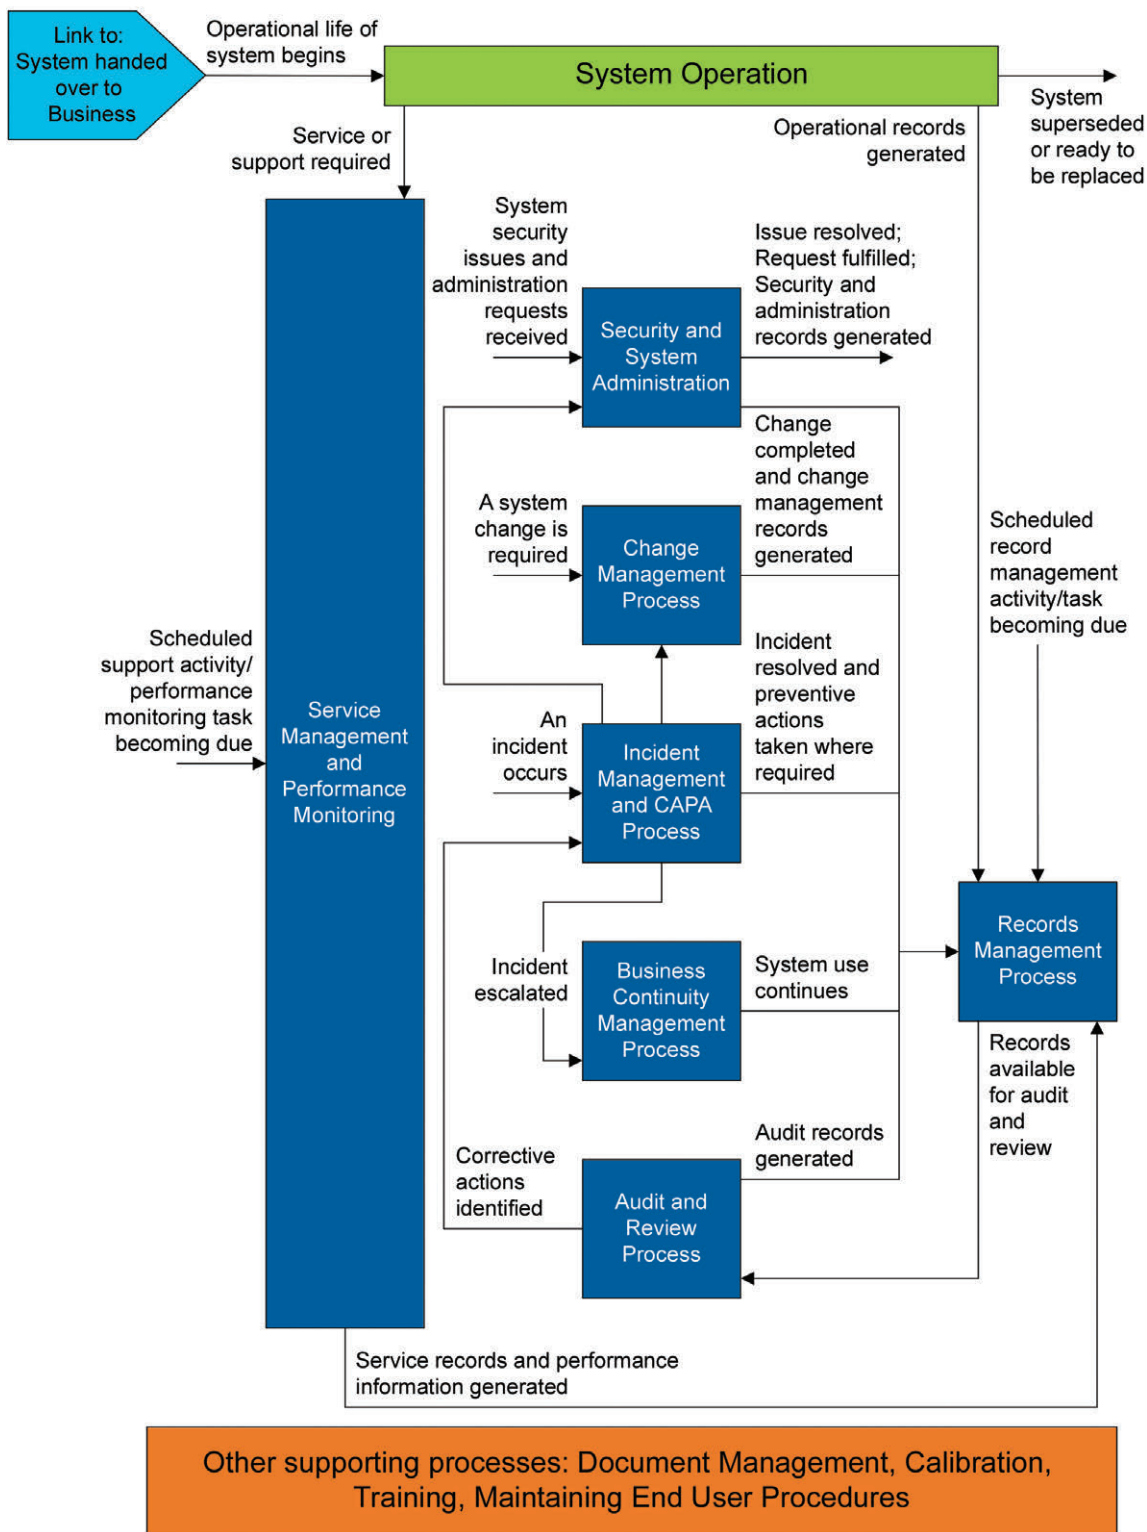 Link to:
System handed
over to
Business
Operational life of
system begins
System Operation
System
superseded
or ready to
be replaced
Service or
support required
Operational records
generated
System
security
issues and
administration
requests
received
Security and
System
Administration
Issue resolved;
Request fulfilled;
Security and
administration
records generated
A system
change is
required
Change
Management
Process
Change
completed
and change
management
records
generated
Scheduled
record
management
activity/task
becoming due
Scheduled
support activity/
performance
monitoring task
becoming due
Service
Management
and
Performance
Monitoring
An
incident
occurs
Incident
Management
and CAPA
Process
Incident
resolved and
preventive
actions
taken where
required
Incident
escalated
Business
Continuity
Management
Process
System use
continues
Records
Management
Process
Records
available
for audit
and
review
Corrective
actions
identified
Audit and
Review
Process
Audit records
generated
Service records and performance
information generated
Other supporting processes: Document Management, Calibration,
Training, Maintaining End User Procedures